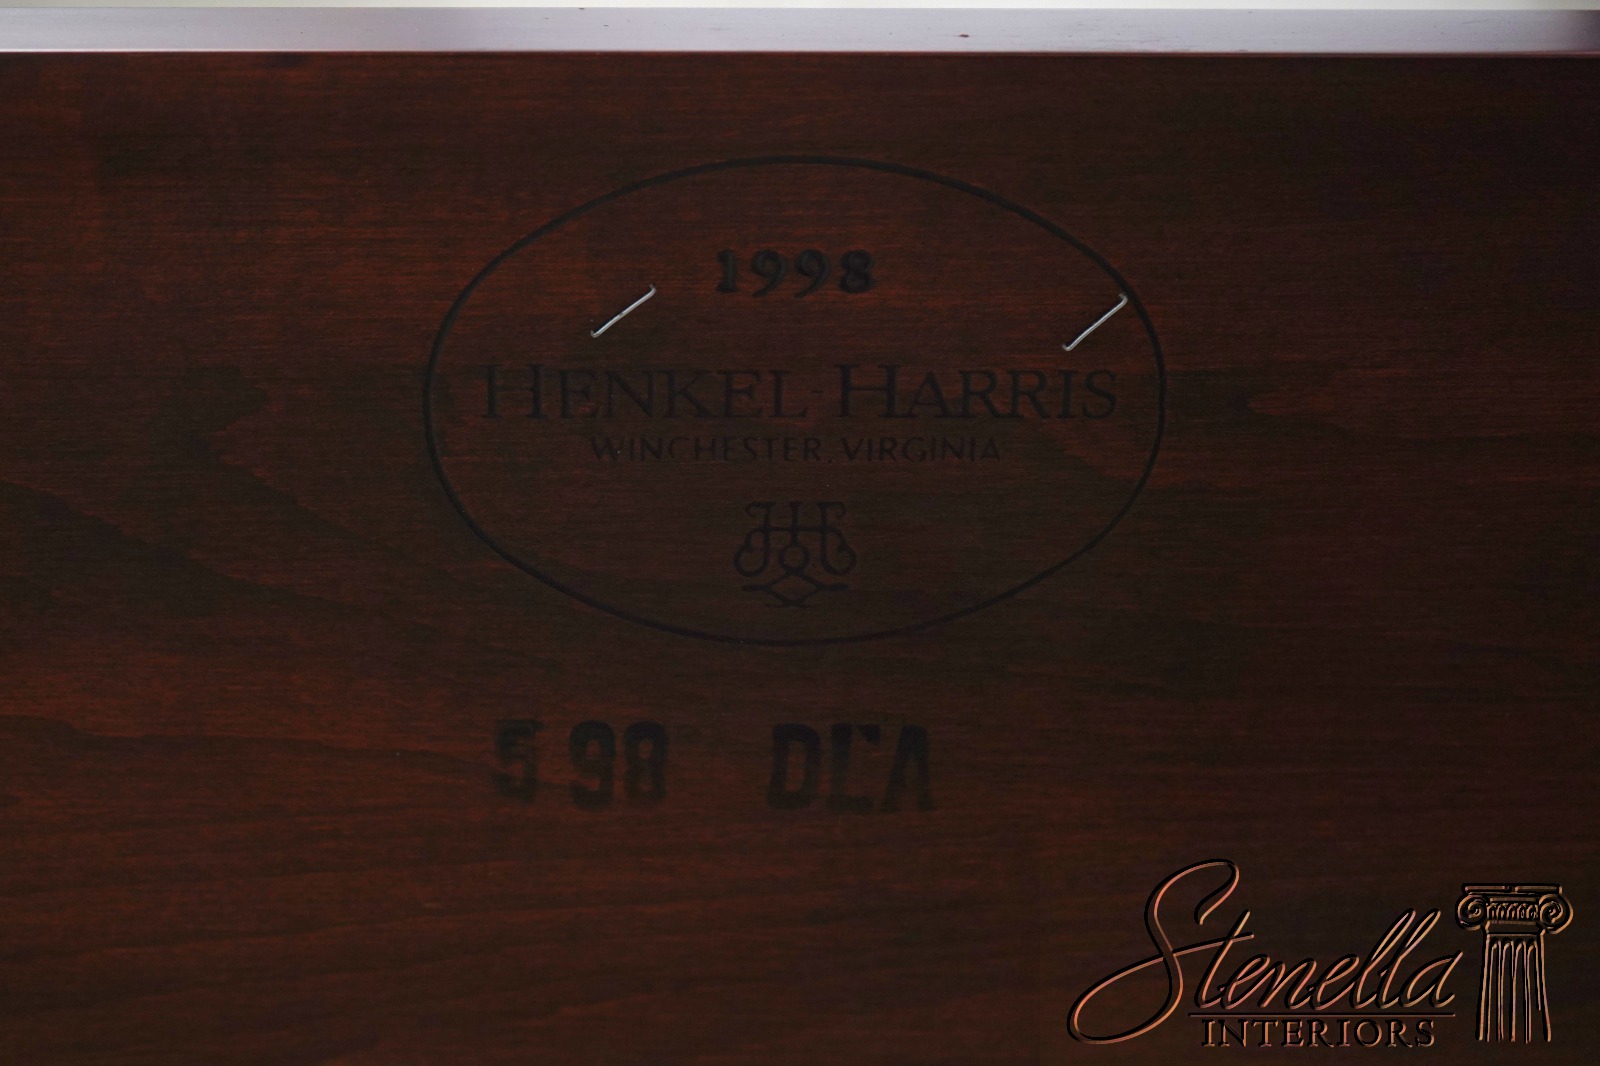 1998
HENKEL-HARRIS
WINCHESTER, VIRGINIA
5 98 DCA
Stenella
INTERIORS